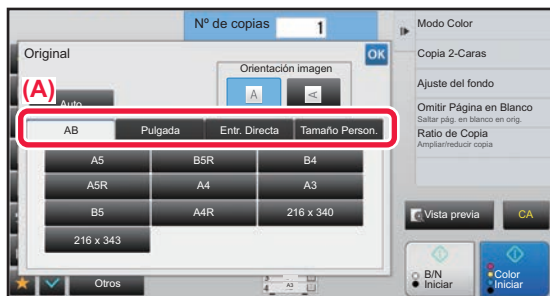 Nº de copias 1
Original
OK
Orientación imagen
A
A
(A)
Auto
AB Pulgada Entr. Directa Tamaño Person.
A5 B5R B4
A5R A4 A3
B5 A4R 216 x 340
216 x 343
Otros
3 A3
4
Modo Color
Copia 2-Caras
Ajuste del fondo
Omitir Página en Blanco
Saltar pág. en blanco en orig.
Ratio de Copia
Ampliar/reducir copia
Vista previa CA
B/N
Iniciar
Color
Iniciar